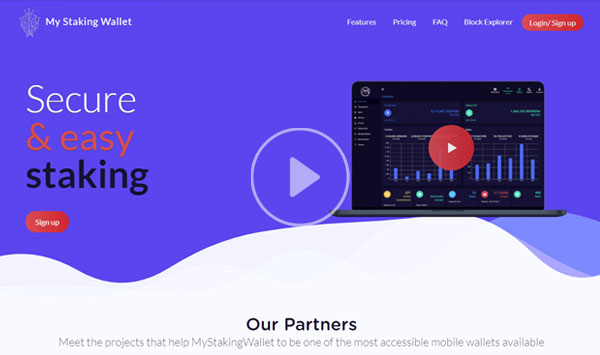 My Staking Wallet
Features
Pricing
FAQ
Block Explorer
Login/ Sign up
Secure
& easy
staking
Sign up
Our Partners
Meet the projects that help MyStakingWallet to be one of the most accessible mobile wallets available